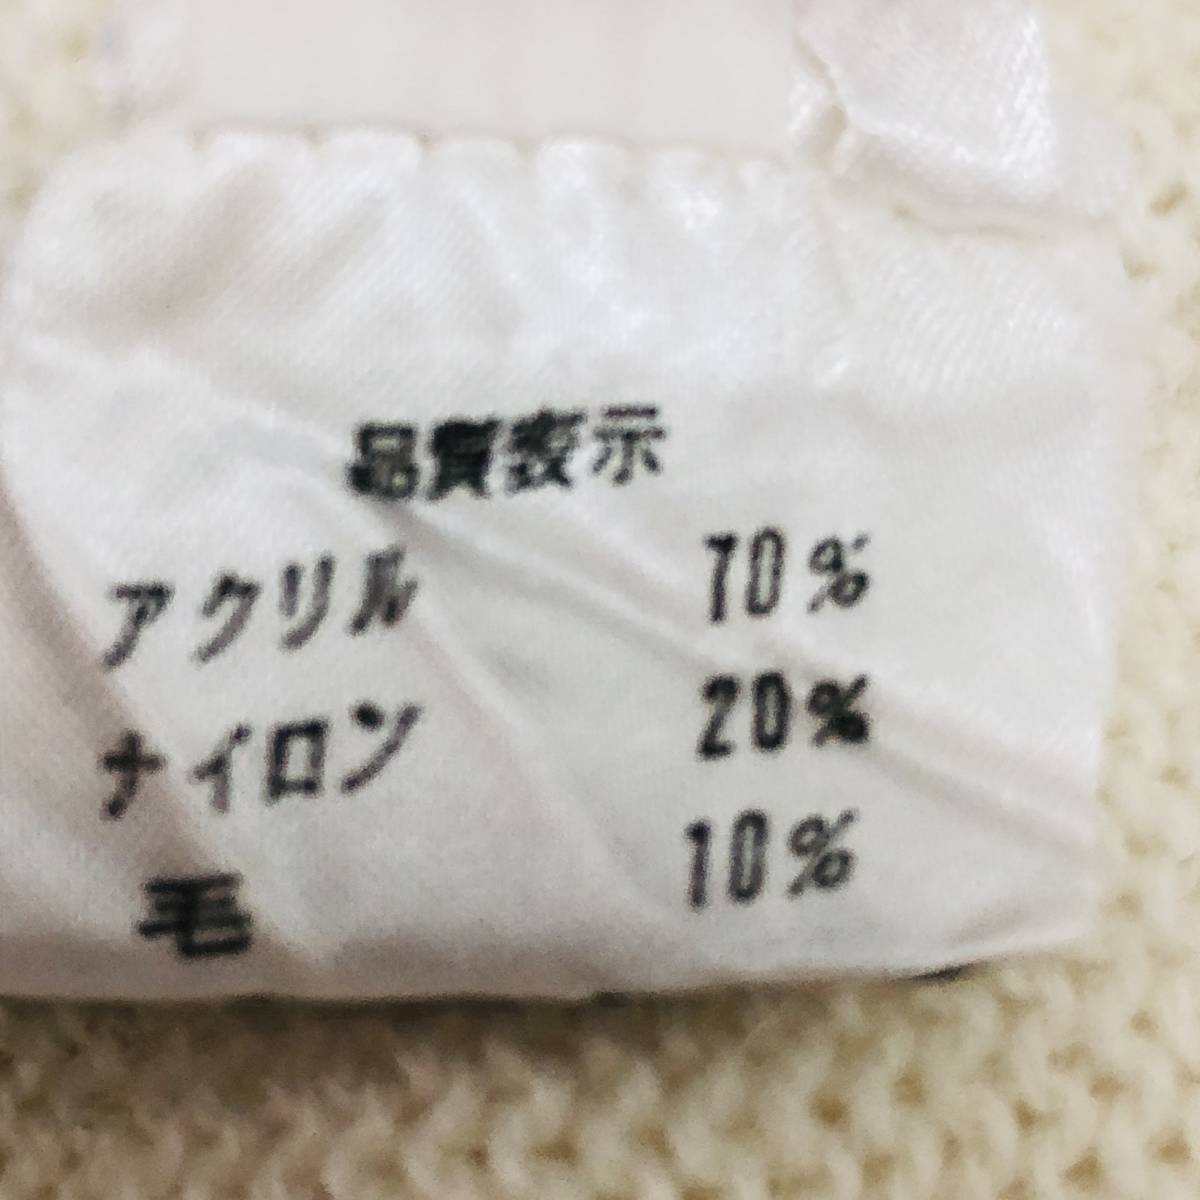 品質表示
アクリル 70%
ナイロン 20%
毛 10%